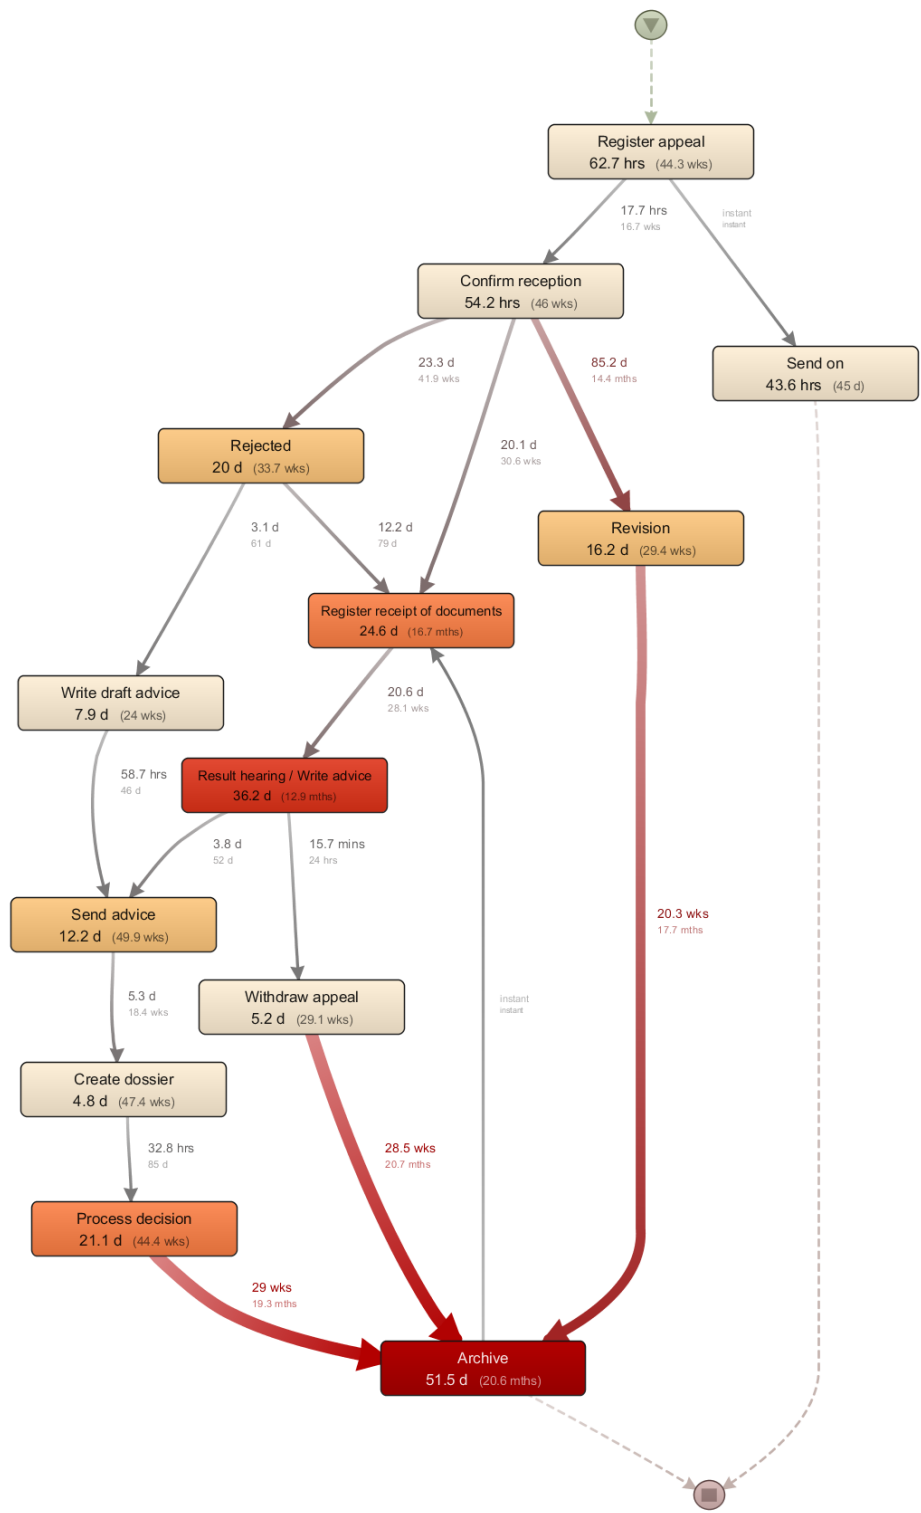 Register appeal
62.7 hrs (44.3 wks)
17.7 hrs
16.7 wks
instant
instant
Confirm reception
54.2 hrs (46 wks)
23.3 d
41.9 wks
85.2 d
14.4 mths
Send on
43.6 hrs (45 d)
Rejected
20 d (33.7 wks)
20.1 d
30.6 wks
3.1 d
61 d
12.2 d
79 d
Revision
16.2 d (29.4 wks)
Register receipt of documents
24.6 d (16.7 mths)
Write draft advice
7.9 d (24 wks)
20.6 d
28.1 wks
58.7 hrs
46 d
Result hearing / Write advice
36.2 d (12.9 mths)
3.8 d
52 d
15.7 mins
24 hrs
Send advice
12.2 d (49.9 wks)
20.3 wks
17.7 mths
5.3 d
18.4 wks
Withdraw appeal
5.2 d (29.1 wks)
instant
instant
Create dossier
4.8 d (47.4 wks)
32.8 hrs
85 d
28.5 wks
20.7 mths
Process decision
21.1 d (44.4 wks)
29 wks
19.3 mths
Archive
51.5 d (20.6 mths)